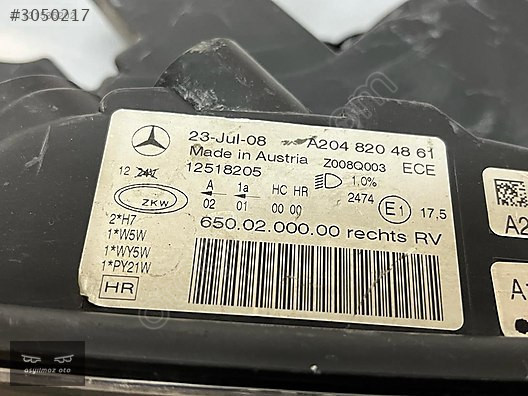 #3050217
23-Jul-08 A204 820 48 61
Made in Austria Z008Q003 ECE
12518205
12 24V
A 1a HC HR 1.0%
02 01 00 00 2474 E1 17,5
ZKW
650.02.000.00 rechts RV
2*H7
1*W5W
1*WY5W
1*PY21W
HR
A2
A
asyilmaz oto